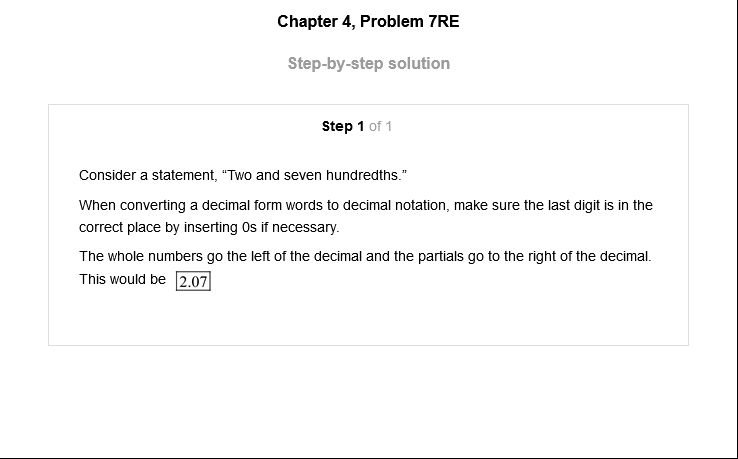 Chapter 4, Problem 7RE
Step-by-step solution
Step 1 of 1
Consider a statement, “Two and seven hundredths.”
When converting a decimal form words to decimal notation, make sure the last digit is in the
correct place by inserting 0s if necessary.
The whole numbers go the left of the decimal and the partials go to the right of the decimal.
This would be 2.07